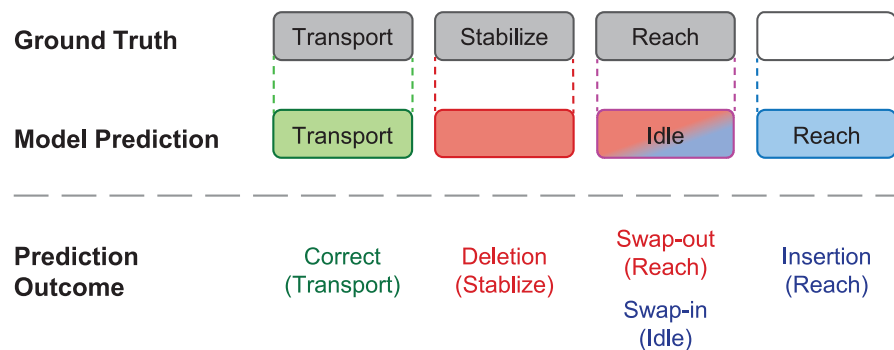 Ground Truth Transport Stabilize Reach
Model Prediction Transport Idle Reach
Prediction Outcome
Correct (Transport)
Deletion (Stablize)
Swap-out (Reach)
Swap-in (Idle)
Insertion (Reach)